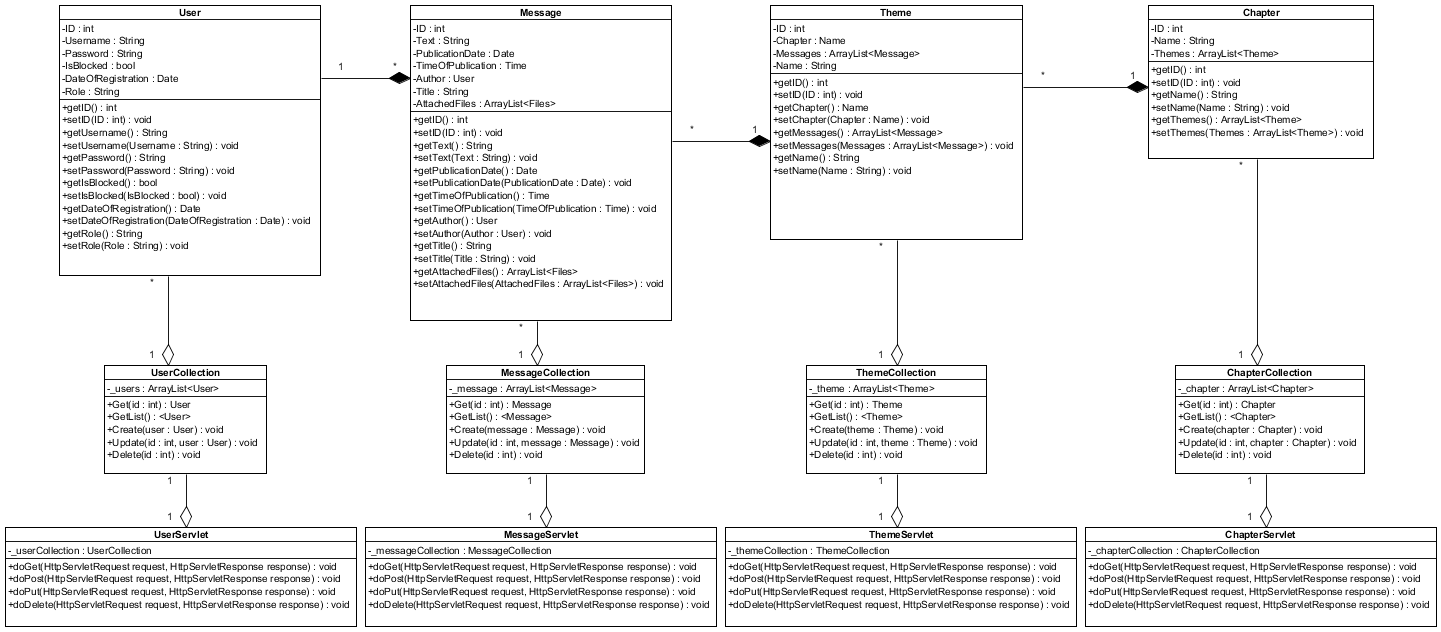 User
-ID : int
-Username : String
-Password : String
-IsBlocked : bool
-DateOfRegistration : Date
-Role : String
+getID() : int
+setID(ID : int) : void
+getUsername() : String
+setUsername(Username : String) : void
+getPassword() : String
+setPassword(Password : String) : void
+getIsBlocked() : bool
+setIsBlocked(IsBlocked : bool) : void
+getDateOfRegistration() : Date
+setDateOfRegistration(DateOfRegistration : Date) : void
+getRole() : String
+setRole(Role : String) : void
1
*
Message
-ID : int
-Text : String
-PublicationDate : Date
-TimeOfPublication : Time
-Author : User
-Title : String
-AttachedFiles : ArrayList<Files>
+getID() : int
+setID(ID : int) : void
+getText() : String
+setText(Text : String) : void
+getPublicationDate() : Date
+setPublicationDate(PublicationDate : Date) : void
+getTimeOfPublication() : Time
+setTimeOfPublication(TimeOfPublication : Time) : void
+getAuthor() : User
+setAuthor(Author : User) : void
+getTitle() : String
+setTitle(Title : String) : void
+getAttachedFiles() : ArrayList<Files>
+setAttachedFiles(AttachedFiles : ArrayList<Files>) : void
*
1
Theme
-ID : int
-Chapter : Name
-Messages : ArrayList<Message>
-Name : String
+getID() : int
+setID(ID : int) : void
+getChapter() : Name
+setChapter(Chapter : Name) : void
+getMessages() : ArrayList<Message>
+setMessages(Messages : ArrayList<Message>) : void
+getName() : String
+setName(Name : String) : void
*
1
Chapter
-ID : int
-Name : String
-Themes : ArrayList<Theme>
+getID() : int
+setID(ID : int) : void
+getName() : String
+setName(Name : String) : void
+getThemes() : ArrayList<Theme>
+setThemes(Themes : ArrayList<Theme>) : void
*
1
*
1
*
1
*
1
UserCollection
-_users : ArrayList<User>
+Get(id : int) : User
+GetList() : <User>
+Create(user : User) : void
+Update(id : int, user : User) : void
+Delete(id : int) : void
MessageCollection
-_message : ArrayList<Message>
+Get(id : int) : Message
+GetList() : <Message>
+Create(message : Message) : void
+Update(id : int, message : Message) : void
+Delete(id : int) : void
ThemeCollection
-_theme : ArrayList<Theme>
+Get(id : int) : Theme
+GetList() : <Theme>
+Create(theme : Theme) : void
+Update(id : int, theme : Theme) : void
+Delete(id : int) : void
ChapterCollection
-_chapter : ArrayList<Chapter>
+Get(id : int) : Chapter
+GetList() : <Chapter>
+Create(chapter : Chapter) : void
+Update(id : int, chapter : Chapter) : void
+Delete(id : int) : void
1
1
1
1
1
1
1
1
UserServlet
-_userCollection : UserCollection
+doGet(HttpServletRequest request, HttpServletResponse response) : void
+doPost(HttpServletRequest request, HttpServletResponse response) : void
+doPut(HttpServletRequest request, HttpServletResponse response) : void
+doDelete(HttpServletRequest request, HttpServletResponse response) : void
MessageServlet
-_messageCollection : MessageCollection
+doGet(HttpServletRequest request, HttpServletResponse response) : void
+doPost(HttpServletRequest request, HttpServletResponse response) : void
+doPut(HttpServletRequest request, HttpServletResponse response) : void
+doDelete(HttpServletRequest request, HttpServletResponse response) : void
ThemeServlet
-_themeCollection : ThemeCollection
+doGet(HttpServletRequest request, HttpServletResponse response) : void
+doPost(HttpServletRequest request, HttpServletResponse response) : void
+doPut(HttpServletRequest request, HttpServletResponse response) : void
+doDelete(HttpServletRequest request, HttpServletResponse response) : void
ChapterServlet
-_chapterCollection : ChapterCollection
+doGet(HttpServletRequest request, HttpServletResponse response) : void
+doPost(HttpServletRequest request, HttpServletResponse response) : void
+doPut(HttpServletRequest request, HttpServletResponse response) : void
+doDelete(HttpServletRequest request, HttpServletResponse response) : void